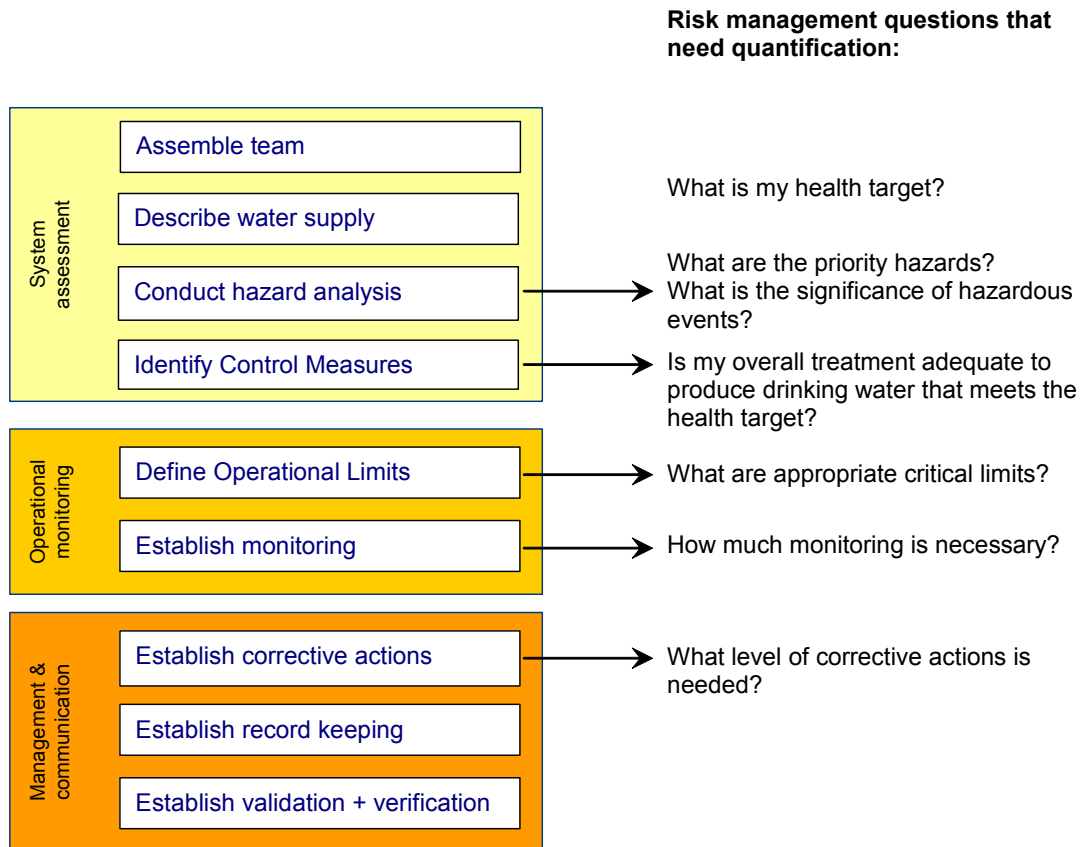 Risk management questions that
need quantification:
System
assessment
Assemble team
What is my health target?
Describe water supply
Conduct hazard analysis
What are the priority hazards?
What is the significance of hazardous
events?
Identify Control Measures
Is my overall treatment adequate to
produce drinking water that meets the
health target?
Operational
monitoring
Define Operational Limits
What are appropriate critical limits?
Establish monitoring
How much monitoring is necessary?
Management &
communication
Establish corrective actions
What level of corrective actions is
needed?
Establish record keeping
Establish validation + verification